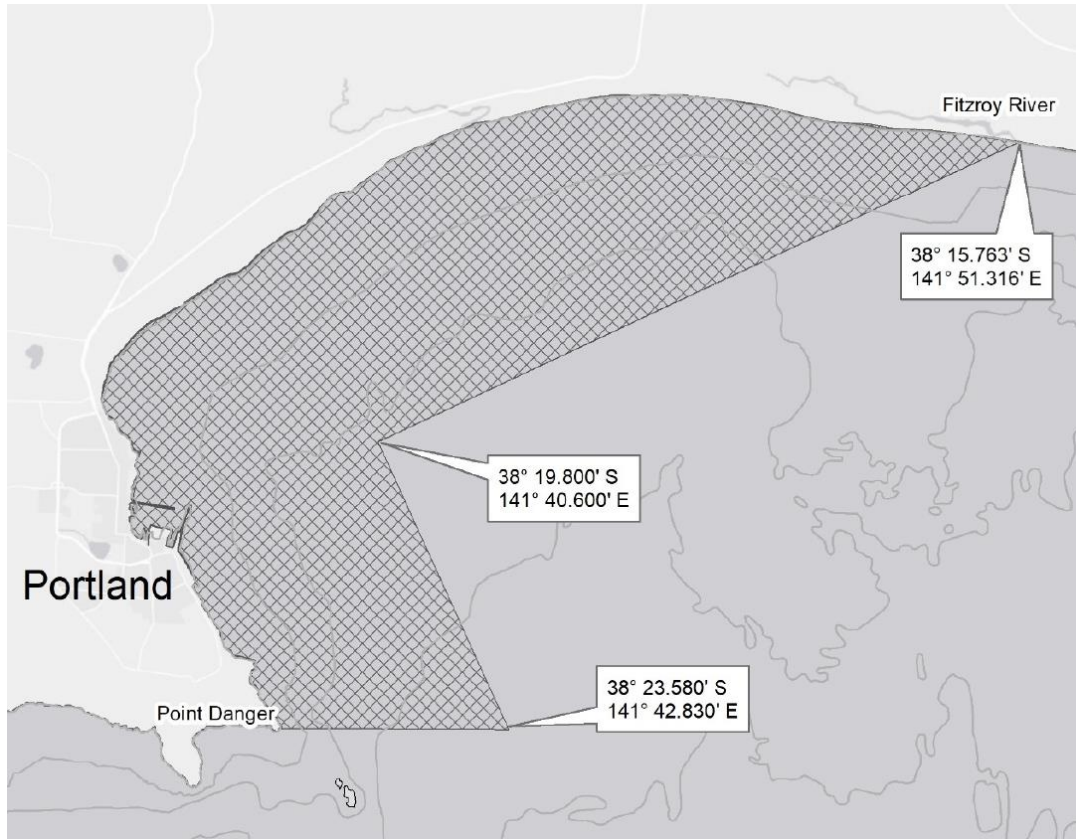 Fitzroy River
38° 15.763' S
141° 51.316' E
38° 19.800' S
141° 40.600' E
Portland
38° 23.580' S
141° 42.830' E
Point Danger